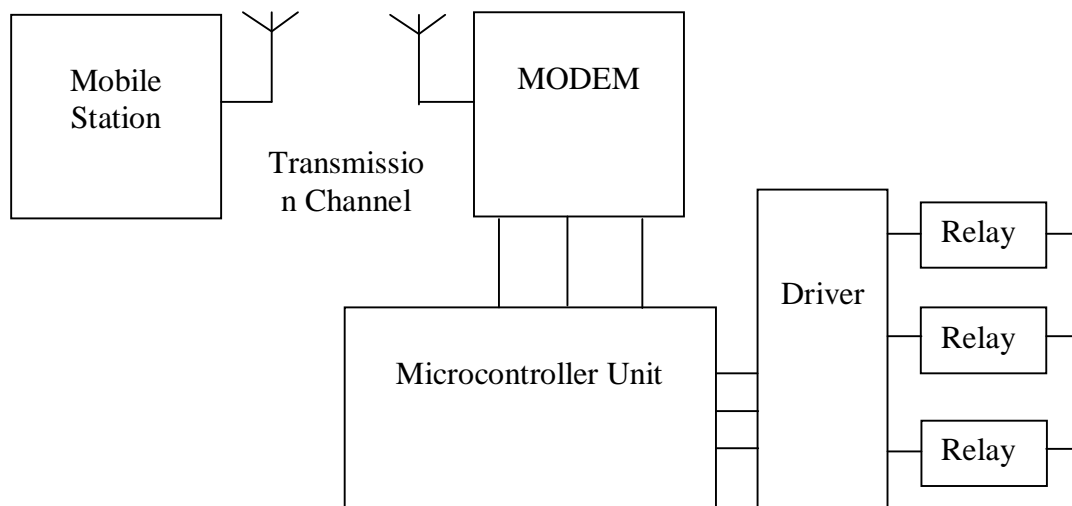 Mobile
Station
MODEM
Transmissio
n Channel
Relay
Driver
Relay
Microcontroller Unit
Relay